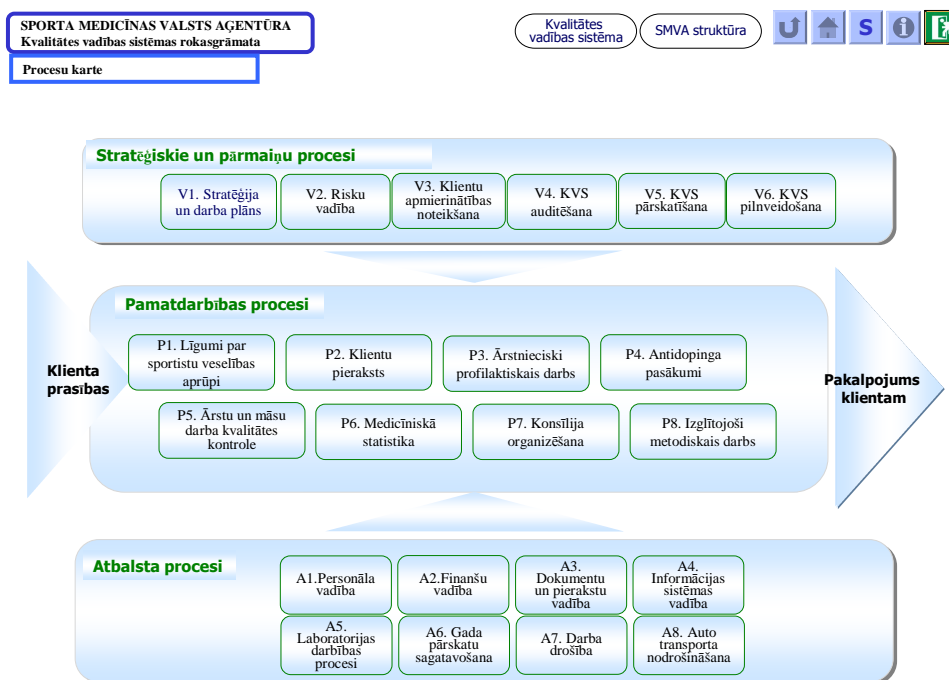 SPORTA MEDICĪNAS VALSTS AĢENTŪRA
Kvalitātes vadības sistēmas rokasgrāmata
Procesu karte
Kvalitātes
vadības sistēma
SMVA struktūra
S
Stratēģiskie un pārmaiņu procesi
V1. Stratēģija
un darba plāns
V2. Risku
vadība
V3. Klientu
apmierinātības
noteikšana
V4. KVS
auditēšana
V5. KVS
pārskatīšana
V6. KVS
pilnveidošana
Pamatdarbības procesi
Klienta
prasības
P1. Līgumi par
sportistu veselības
aprūpi
P2. Klientu
pieraksts
P3. Ārstnieciski
profilaktiskais darbs
P4. Antidopinga
pasākumi
P5. Ārstu un māsu
darba kvalitātes
kontrole
P6. Medicīniskā
statistika
P7. Konsīlija
organizēšana
P8. Izglītojoši
metodiskais darbs
Pakalpojums
klientam
Atbalsta procesi
A1.Personāla
vadība
A2.Finanšu
vadība
A3.
Dokumentu
un pierakstu
vadība
A4.
Informācijas
sistēmas
vadība
A5.
Laboratorijas
darbības
procesi
A6. Gada
pārskatu
sagatavošana
A7. Darba
drošība
A8. Auto
transporta
nodrošināšana